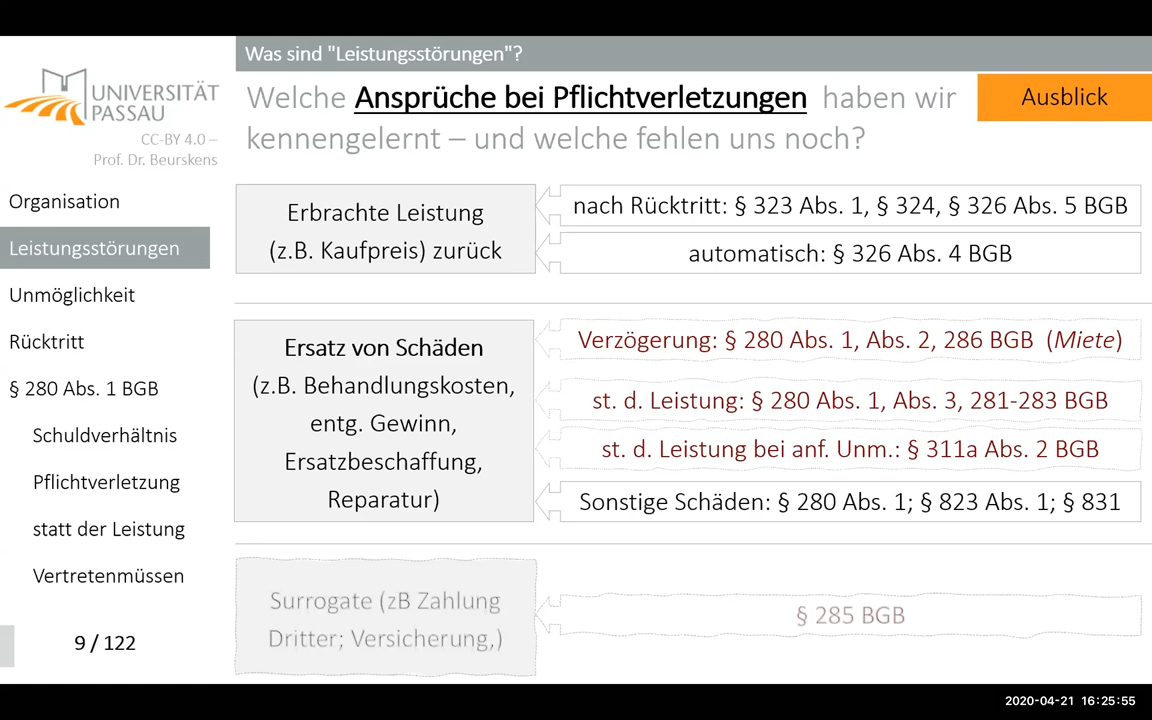 Was sind "Leistungsstörungen"?
UNIVERSITÄT
PASSAU
CC-BY 4.0 –
Prof. Dr. Beurskens
Welche Ansprüche bei Pflichtverletzungen haben wir
kennengelernt – und welche fehlen uns noch?
Ausblick
Organisation
Leistungsstörungen
Unmöglichkeit
Rücktritt
§ 280 Abs. 1 BGB
Schuldverhältnis
Pflichtverletzung
statt der Leistung
Vertretenmüssen
9 / 122
Erbrachte Leistung
(z.B. Kaufpreis) zurück
nach Rücktritt: § 323 Abs. 1, § 324, § 326 Abs. 5 BGB
automatisch: § 326 Abs. 4 BGB
Ersatz von Schäden
(z.B. Behandlungskosten,
entg. Gewinn,
Ersatzbeschaffung,
Reparatur)
Verzögerung: § 280 Abs. 1, Abs. 2, 286 BGB (Miete)
st. d. Leistung: § 280 Abs. 1, Abs. 3, 281-283 BGB
st. d. Leistung bei anf. Unm.: § 311a Abs. 2 BGB
Sonstige Schäden: § 280 Abs. 1; § 823 Abs. 1; § 831
Surrogate (zB Zahlung
Dritter; Versicherung,)
§ 285 BGB
2020-04-21 16:25:55